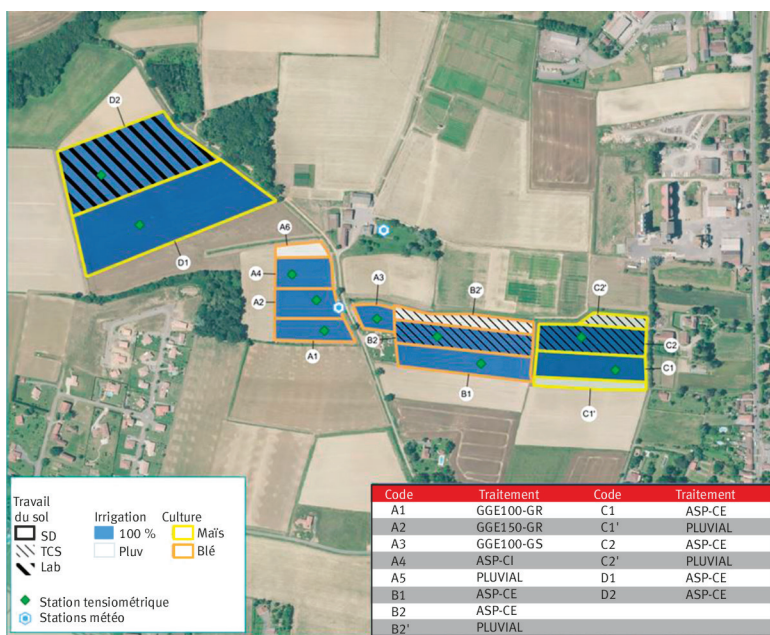 D2
D1
A6
A4
A2
A1
A3
B2'
B2
B1
C2'
C2
C1
C1'
Travail
du sol
SD
TCS
Lab
Irrigation
100 %
Pluv
Culture
Maïs
Blé
Station tensiométrique
Stations météo
Code Traitement Code Traitement
A1 GGE100-GR C1 ASP-CE
A2 GGE150-GR C1' PLUVIAL
A3 GGE100-GS C2 ASP-CE
A4 ASP-CI C2' PLUVIAL
A5 PLUVIAL D1 ASP-CE
B1 ASP-CE D2 ASP-CE
B2 ASP-CE
B2' PLUVIAL